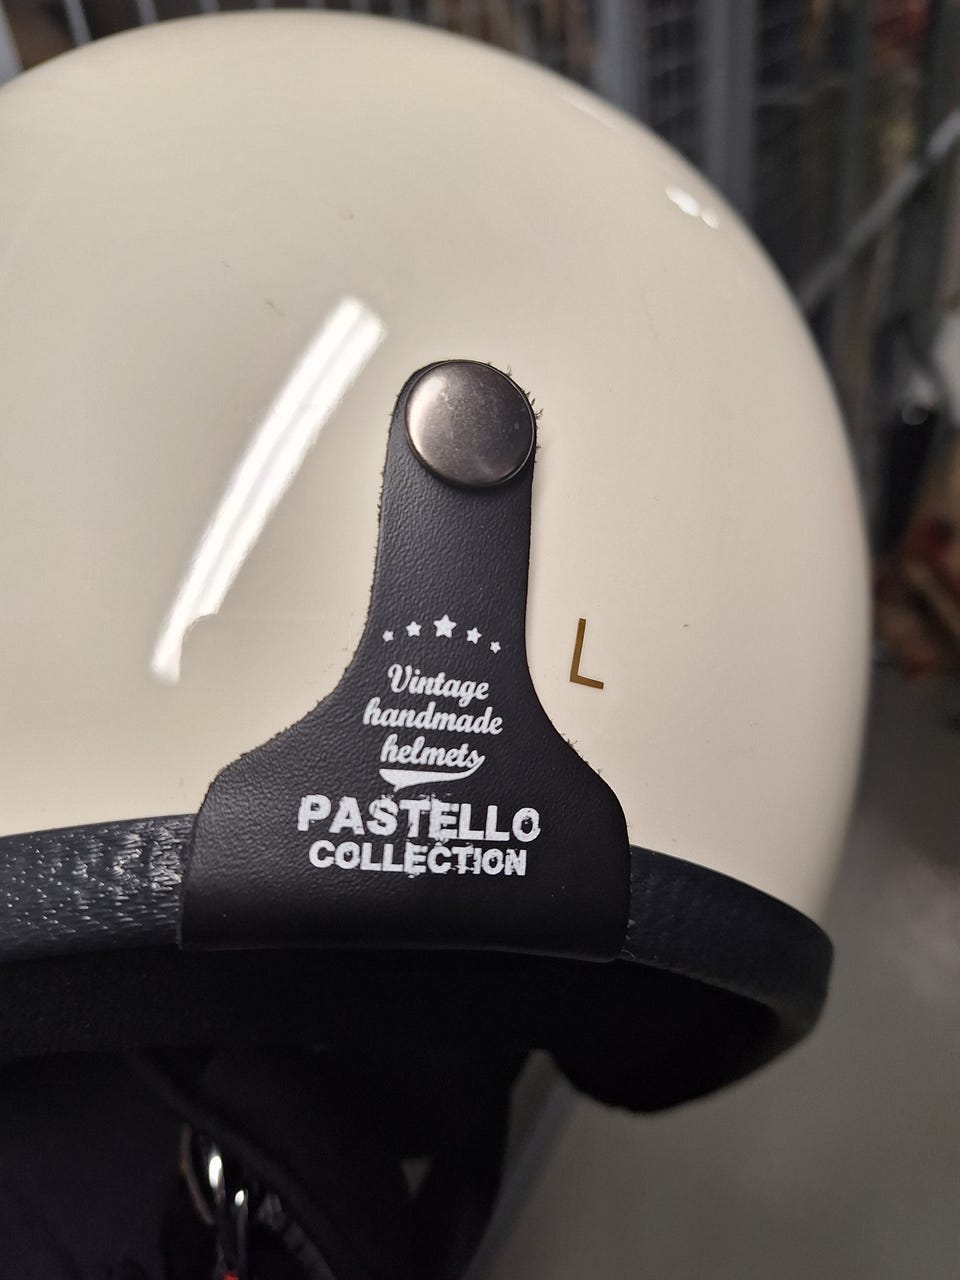 L
Vintage
handmade
helmets
PASTELLO
COLLECTION